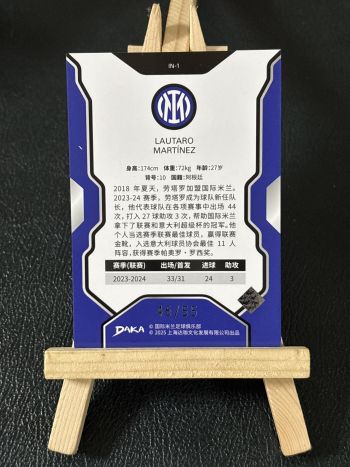 IN-1
LAUTARO
MARTÍNEZ
身高:174cm 体重:72kg 年龄:27岁
背号:10 国籍:阿根廷
2018 年夏天,劳塔罗加盟国际米兰。
2023-24 赛季,劳塔罗成为球队新任队
长,他代表球队在各项赛事中出场 44
次,打入 27 球助攻 3 次,帮助国际米兰
拿下了联赛和意大利超级杯的冠军。他
个人当选赛季联赛最佳球员,赢得联赛
金靴,入选意大利球员协会最佳 11 人
阵容,获得赛季帕奥罗·罗西奖。
赛季(联赛) 出场/首发 进球 助攻
2023-2024 33/31 24 3
/55
DAKA
© 国际米兰足球俱乐部
© 2025 上海达咖文化发展有限公司出品